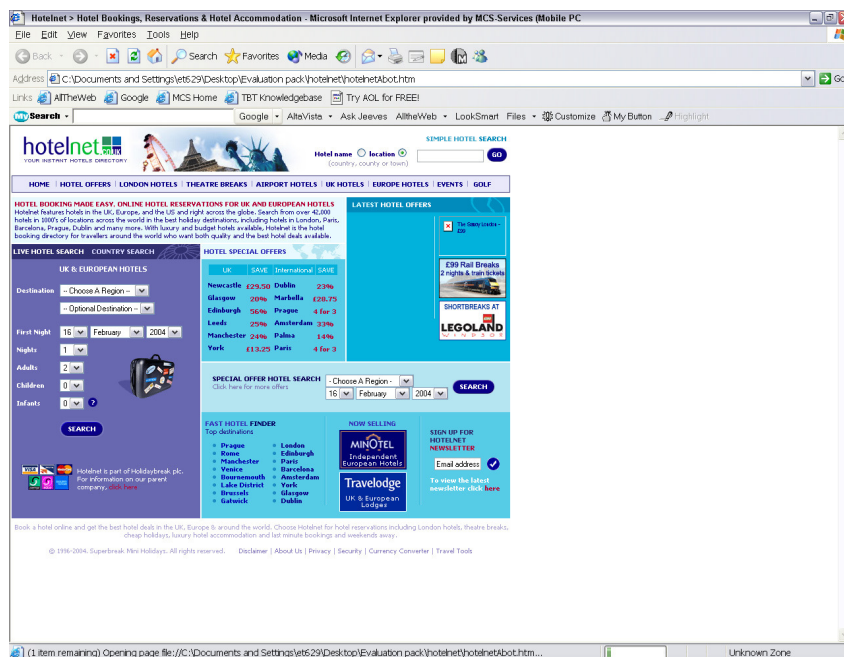 Hotelnet > Hotel Bookings, Reservations & Hotel Accommodation - Microsoft Internet Explorer provided by MCS-Services (Mobile PC
File Edit View Favorites Tools Help
Back Search Favorites Media
Address C:\Documents and Settings\et629\Desktop\Evaluation pack\hotelnet\hotelnetAbot.htm Go
Links AllTheWeb Google MCS Home TBT Knowledgebase Try AOL for FREE!
My Search Google AltaVista Ask Jeeves AlltheWeb LookSmart Files Customize My Button Highlight
hotelnet.co.uk
YOUR INSTANT HOTELS DIRECTORY
SIMPLE HOTEL SEARCH
Hotel name location GO
(country, county or town)
HOME | HOTEL OFFERS | LONDON HOTELS | THEATRE BREAKS | AIRPORT HOTELS | UK HOTELS | EUROPE HOTELS | EVENTS | GOLF
HOTEL BOOKING MADE EASY. ONLINE HOTEL RESERVATIONS FOR UK AND EUROPEAN HOTELS
Hotelnet features hotels in the UK, Europe, and the US and right across the globe. Search from over 42,000
hotels in 1000's of locations across the world in the best holiday destinations, including hotels in London, Paris,
Barcelona, Prague, Dublin and many more. With luxury and budget hotels available, Hotelnet is the hotel
booking directory for travellers around the world who want both quality and the best hotel deals available.
LATEST HOTEL OFFERS
The Savoy London -
£99 Rail Breaks
2 nights & train tickets
SHORTBREAKS AT
LEGOLAND
WINDSOR
LIVE HOTEL SEARCH COUNTRY SEARCH
UK & EUROPEAN HOTELS
Destination -- Choose A Region --
-- Optional Destination --
First Night 16 February 2004
Nights 1
Adults 2
Children 0
Infants 0 ?
SEARCH
VISA
Hotelnet is part of Holidaybreak plc.
For information on our parent
company, click here
HOTEL SPECIAL OFFERS
UK SAVE International SAVE
Newcastle £29.50 Dublin 23%
Glasgow 20% Marbella £20.75
Edinburgh 56% Prague 4 for 3
Leeds 25% Amsterdam 33%
Manchester 24% Palma 14%
York £13.25 Paris 4 for 3
SPECIAL OFFER HOTEL SEARCH - Choose A Region -
Click here for more offers 16 February 2004 SEARCH
FAST HOTEL FINDER
Top destinations
Prague London
Rome Edinburgh
Manchester Paris
Venice Barcelona
Bournemouth Amsterdam
Lake District York
Brussels Glasgow
Gatwick Dublin
NOW SELLING
MINOTEL
Independent
European Hotels
Travelodge
UK & European
Lodges
SIGN UP FOR
HOTELNET
NEWSLETTER
Email address
To view the latest
newsletter click here
Book a hotel online and get the best hotel deals in the UK, Europe & around the world. Choose Hotelnet for hotel reservations including London hotels, theatre breaks,
cheap holidays, luxury hotel accommodation and last minute bookings and weekends away.
© 1996-2004. Superbreak Mini Holidays. All rights reserved. Disclaimer | About Us | Privacy | Security | Currency Converter | Travel Tools
(1 item remaining) Opening page file://C:\Documents and Settings\et629\Desktop\Evaluation pack\hotelnet\hotelnetAbot.htm... Unknown Zone